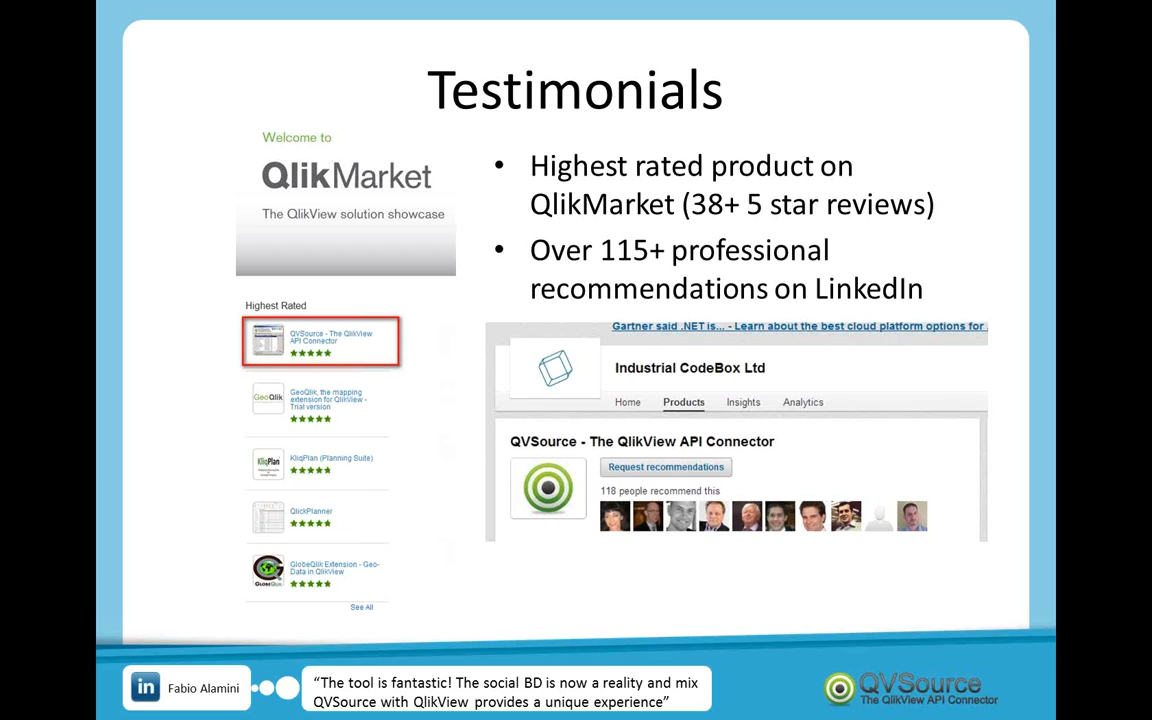 Testimonials
Welcome to
QlikMarket
The QlikView solution showcase
Highest Rated
QVSource - The QlikView
API Connector
GeoQlik
GeoQlik, the mapping
extension for QlikView -
Trial version
KliqPlan
KliqPlan (Planning Suite)
QlickPlanner
GlobeQlik Extension - Geo-
Data in QlikView
See All
• Highest rated product on
QlikMarket (38+ 5 star reviews)
• Over 115+ professional
recommendations on LinkedIn
Gartner said .NET is... - Learn about the best cloud platform options for
Industrial CodeBox Ltd
Home Products Insights Analytics
QVSource - The QlikView API Connector
Request recommendations
118 people recommend this
in Fabio Alamini
“The tool is fantastic! The social BD is now a reality and mix
QVSource with QlikView provides a unique experience”
QVSource
The QlikView API Connector